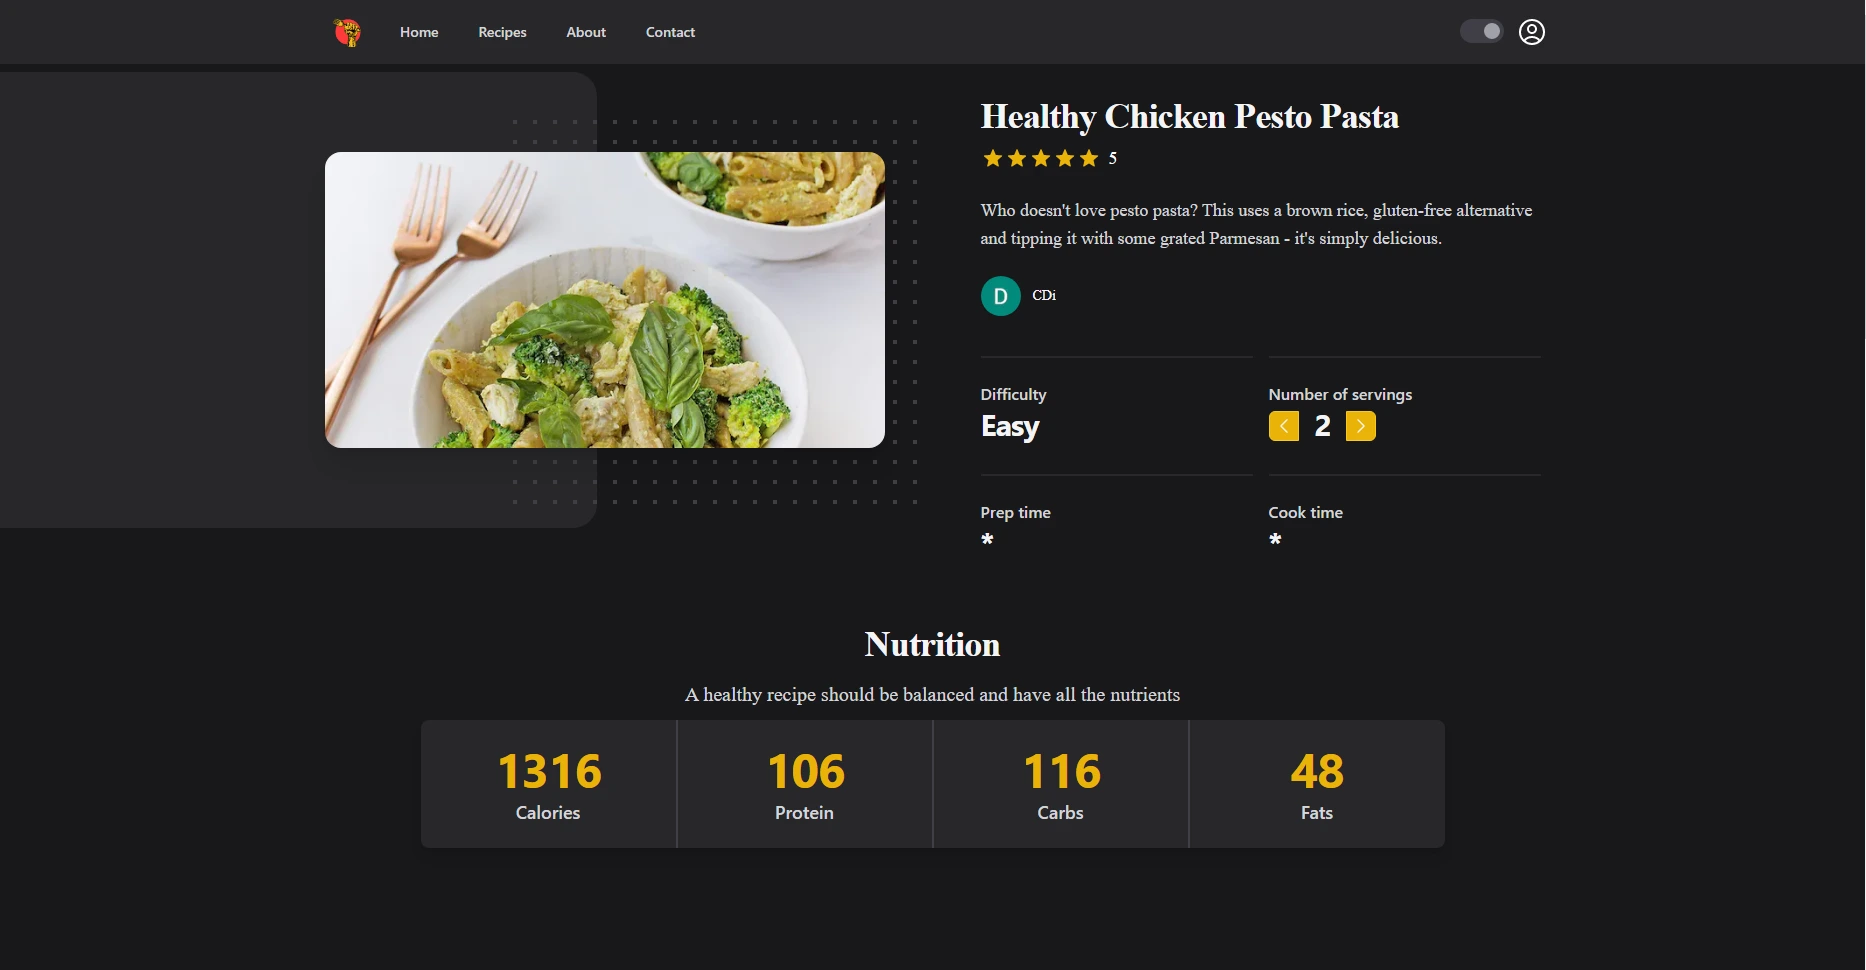 Home Recipes About Contact
Healthy Chicken Pesto Pasta
5
Who doesn't love pesto pasta? This uses a brown rice, gluten-free alternative
and tipping it with some grated Parmesan - it's simply delicious.
D CDi
Difficulty
Easy
Number of servings
2
Prep time
*
Cook time
*
Nutrition
A healthy recipe should be balanced and have all the nutrients
1316
Calories
106
Protein
116
Carbs
48
Fats